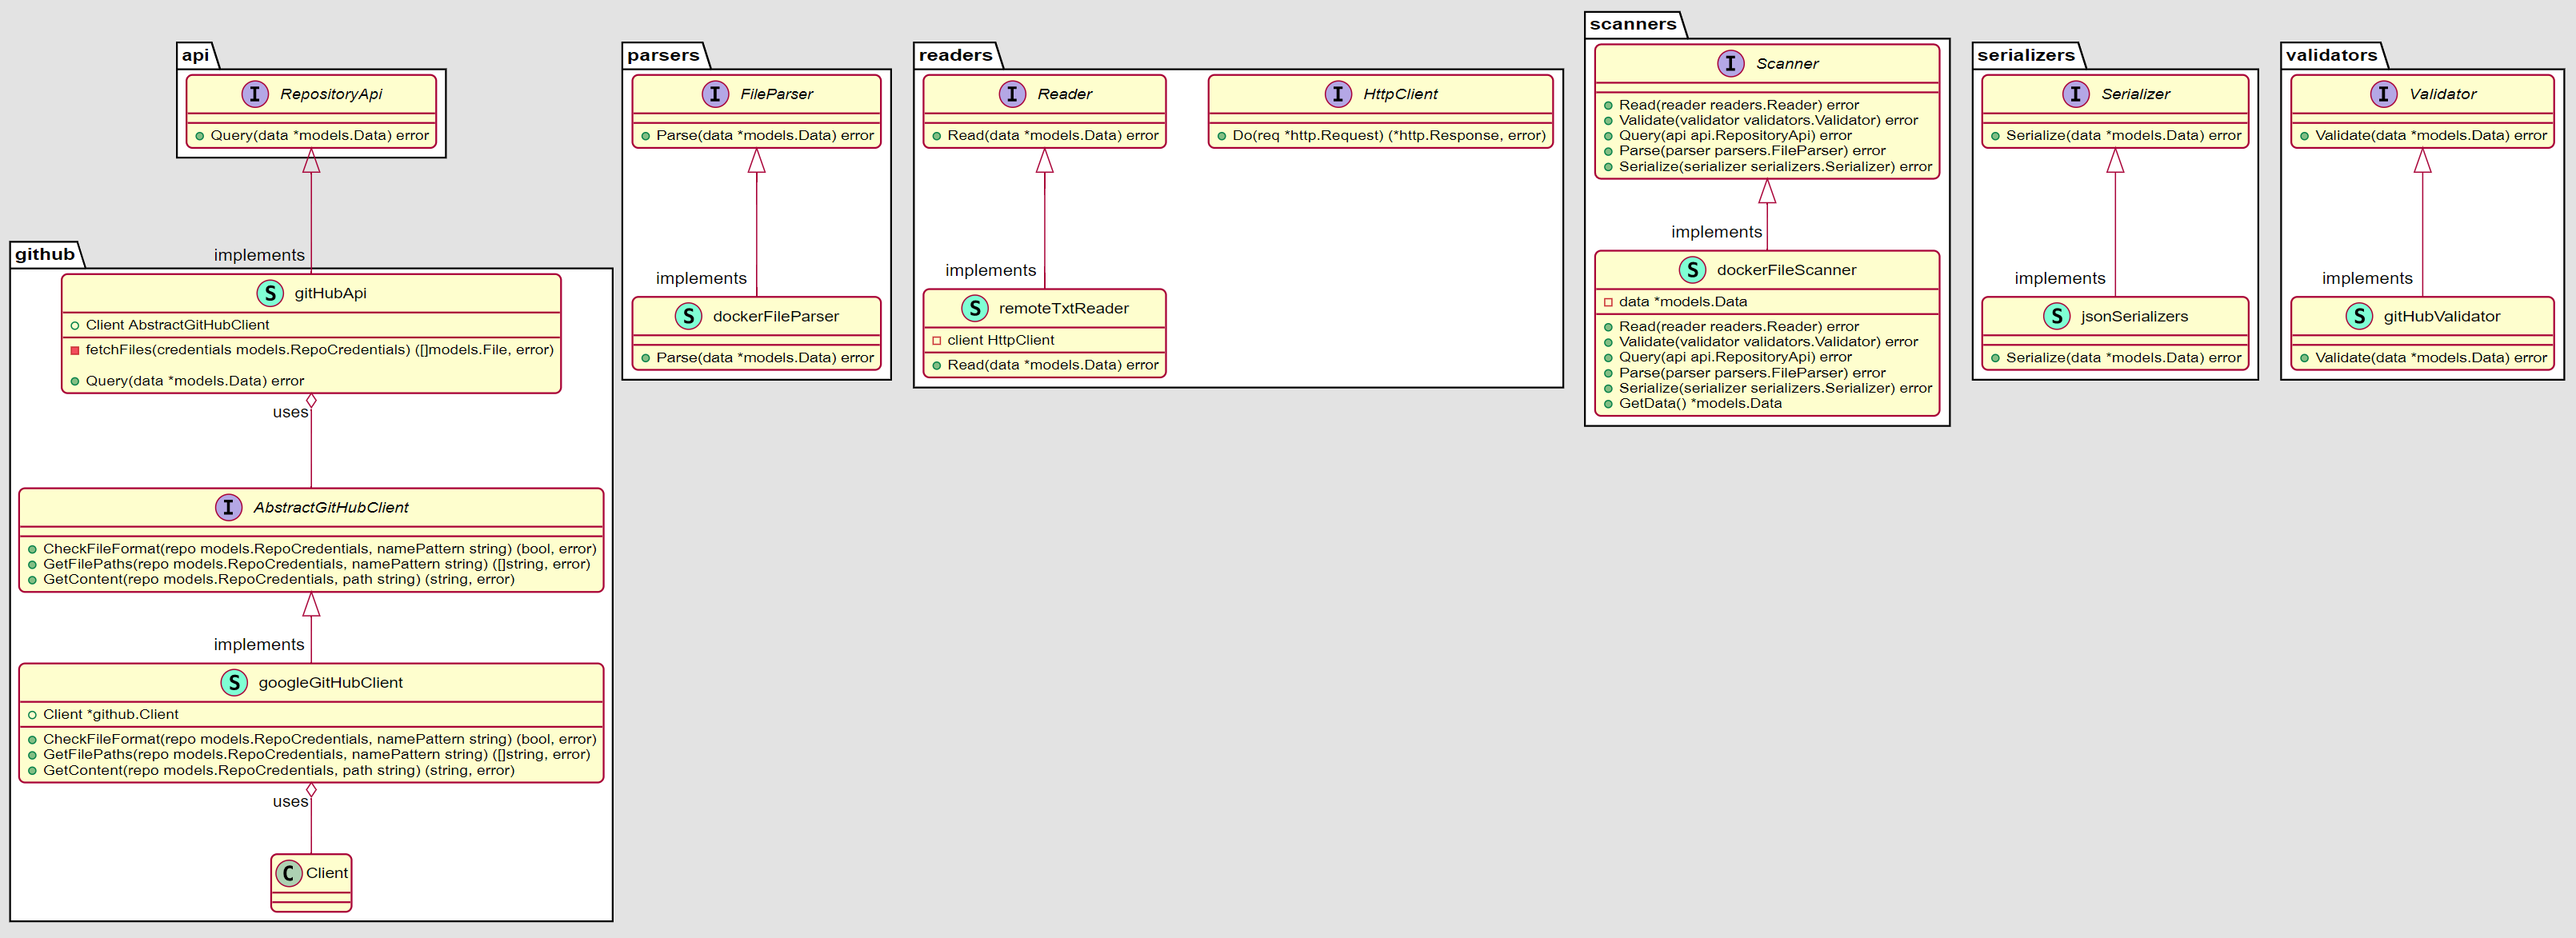 api
I RepositoryApi
Query(data *models.Data) error
implements
github
S gitHubApi
Client AbstractGitHubClient
fetchFiles(credentials models.RepoCredentials) ([]models.File, error)
Query(data *models.Data) error
uses
I AbstractGitHubClient
CheckFileFormat(repo models.RepoCredentials, namePattern string) (bool, error)
GetFilePaths(repo models.RepoCredentials, namePattern string) ([]string, error)
GetContent(repo models.RepoCredentials, path string) (string, error)
implements
S googleGitHubClient
Client *github.Client
CheckFileFormat(repo models.RepoCredentials, namePattern string) (bool, error)
GetFilePaths(repo models.RepoCredentials, namePattern string) ([]string, error)
GetContent(repo models.RepoCredentials, path string) (string, error)
uses
C Client
parsers
I FileParser
Parse(data *models.Data) error
implements
S dockerFileParser
Parse(data *models.Data) error
readers
I Reader
Read(data *models.Data) error
implements
S remoteTxtReader
client HttpClient
Read(data *models.Data) error
I HttpClient
Do(req *http.Request) (*http.Response, error)
scanners
I Scanner
Read(reader readers.Reader) error
Validate(validator validators.Validator) error
Query(api api.RepositoryApi) error
Parse(parser parsers.FileParser) error
Serialize(serializer serializers.Serializer) error
implements
S dockerFileScanner
data *models.Data
Read(reader readers.Reader) error
Validate(validator validators.Validator) error
Query(api api.RepositoryApi) error
Parse(parser parsers.FileParser) error
Serialize(serializer serializers.Serializer) error
GetData() *models.Data
serializers
I Serializer
Serialize(data *models.Data) error
implements
S jsonSerializers
Serialize(data *models.Data) error
validators
I Validator
Validate(data *models.Data) error
implements
S gitHubValidator
Validate(data *models.Data) error